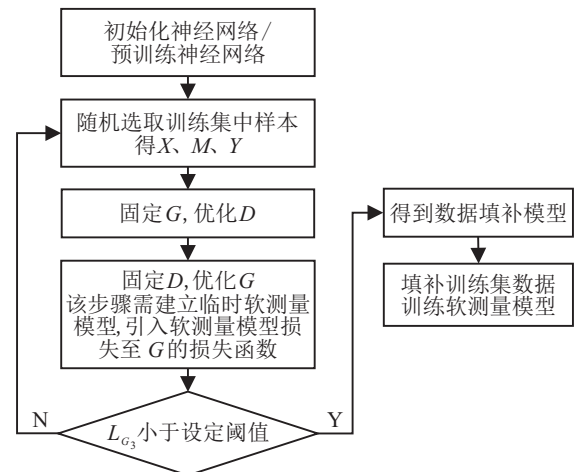 初始化神经网络/
预训练神经网络
随机选取训练集中样本
得X、M、Y
固定G,优化D
固定D,优化G
该步骤需建立临时软测量
模型,引入软测量模型损
失至G的损失函数
N
L_{G_3}小于设定阈值
Y
得到数据填补模型
填补训练集数据
训练软测量模型